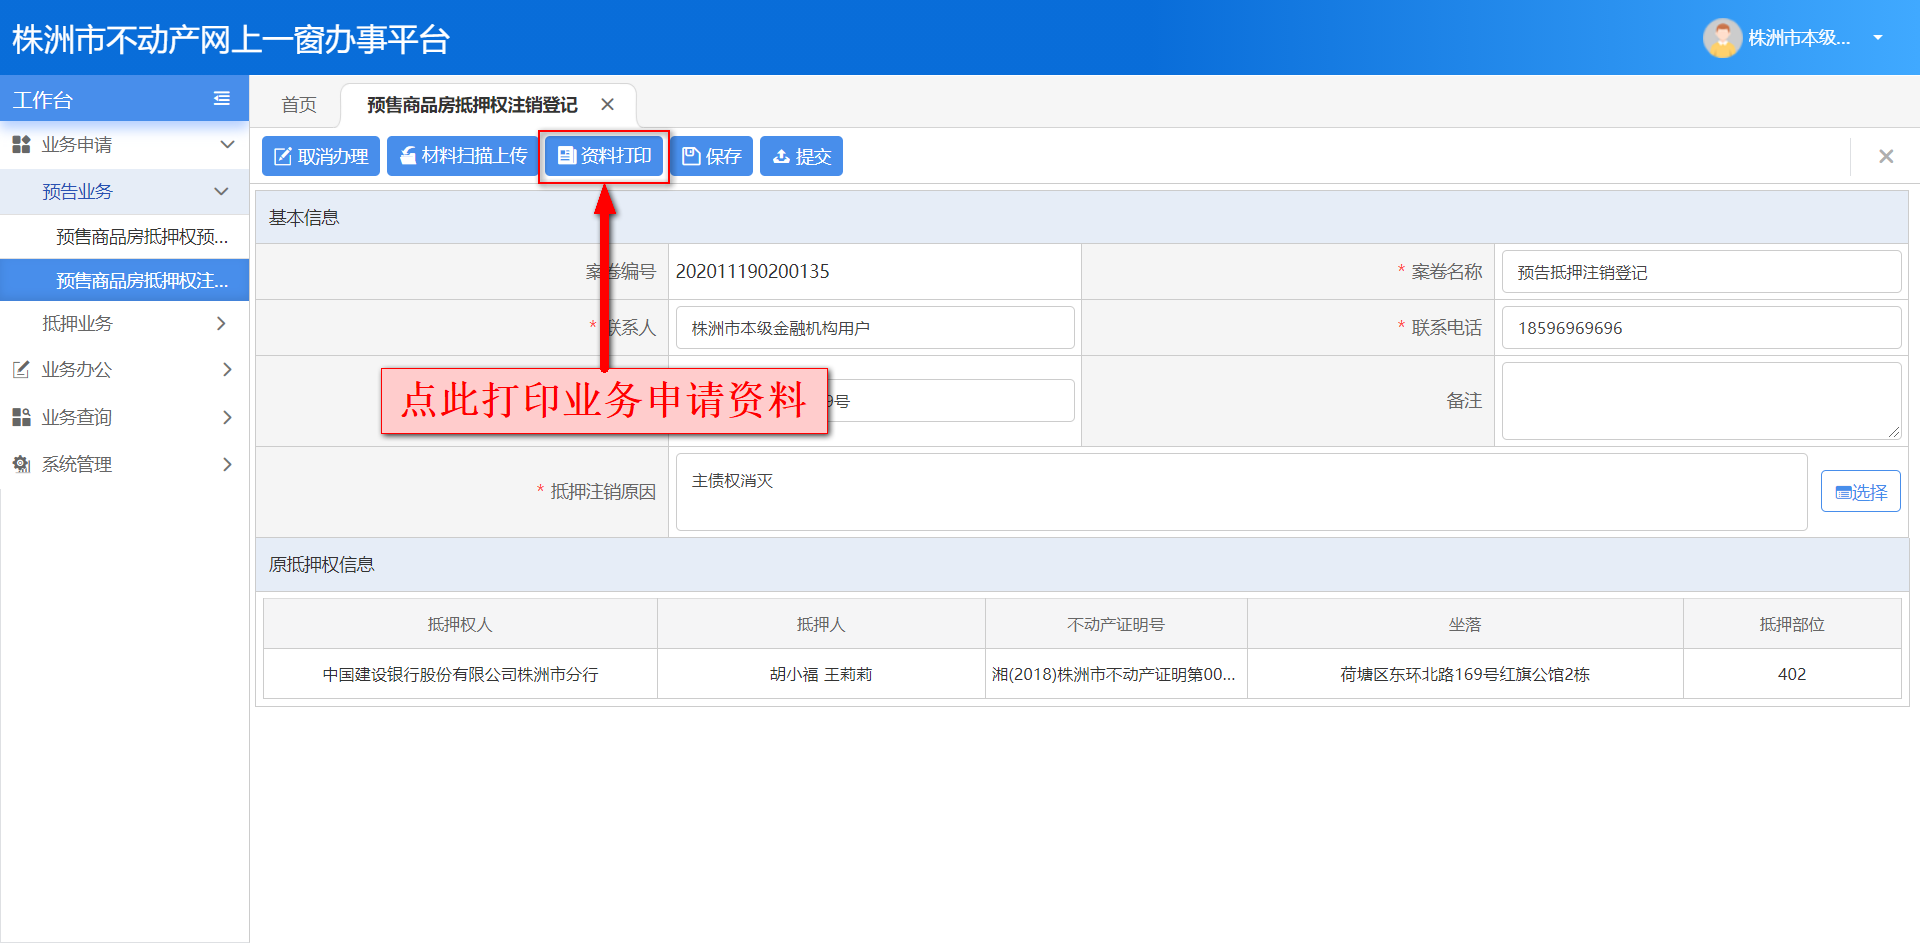 株洲市不动产网上一窗办事平台
株洲市本级...
工作台
首页
预售商品房抵押权注销登记
业务申请
预告业务
预售商品房抵押权预...
预售商品房抵押权注...
抵押业务
业务办公
业务查询
系统管理
取消办理 材料扫描上传 资料打印 保存 提交
基本信息
案卷编号 202011190200135 * 案卷名称 预告抵押注销登记
* 联系人 株洲市本级金融机构用户 * 联系电话 18596969696
点此打印业务申请资料
9号 备注
* 抵押注销原因 主债权消灭 选择
原抵押权信息
抵押权人 抵押人 不动产证明号 坐落 抵押部位
中国建设银行股份有限公司株洲市分行 胡小福 王莉莉 湘(2018)株洲市不动产证明第00... 荷塘区东环北路169号红旗公馆2栋 402